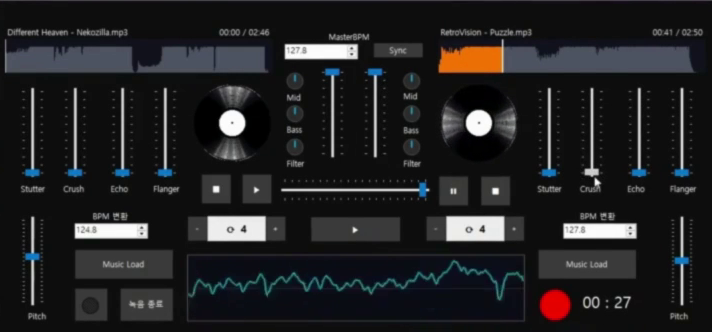 Different Heaven - Nekozilla.mp3
00:00 / 02:46
MasterBPM
127.8
Sync
RetroVision - Puzzle.mp3
00:41 / 02:50
Mid
Bass
Filter
Mid
Bass
Filter
Stutter Crush Echo Flanger
Stutter Crush Echo Flanger
BPM 변환
124.8
- 4 +
- 4 +
BPM 변환
127.8
Music Load
Music Load
Pitch
녹음 종료
00 : 27
Pitch